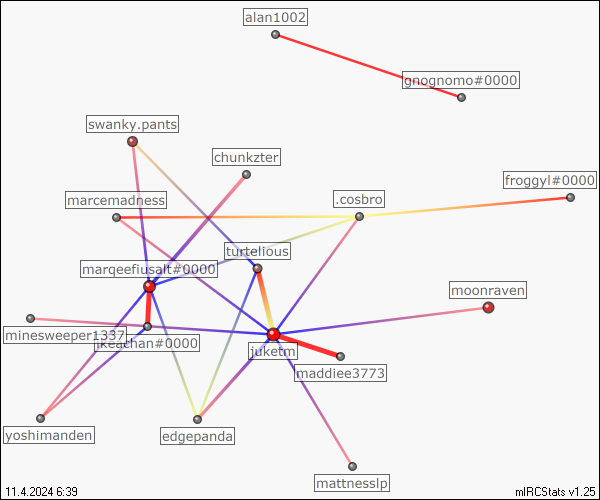 alan1002
gnognomo#0000
swanky.pants
chunkzter
froggyl#0000
marcemadness
.cosbro
turtelious
marqeefiusalt#0000
moonraven
minesweeper1337
jkeachan#0000
juketm
maddiee3773
yoshimanden
edgepanda
mattnesslp
11.4.2024 6:39
mIRCStats v1.25